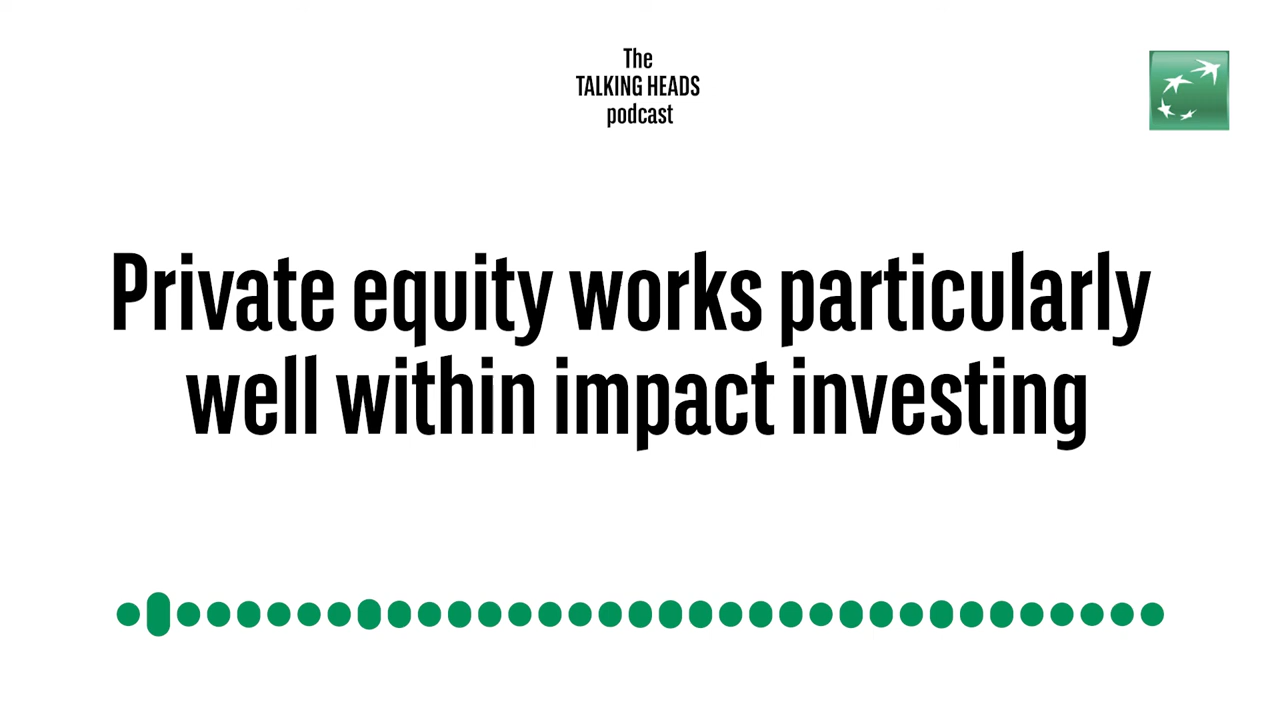 The
TALKING HEADS
podcast
Private equity works particularly
well within impact investing